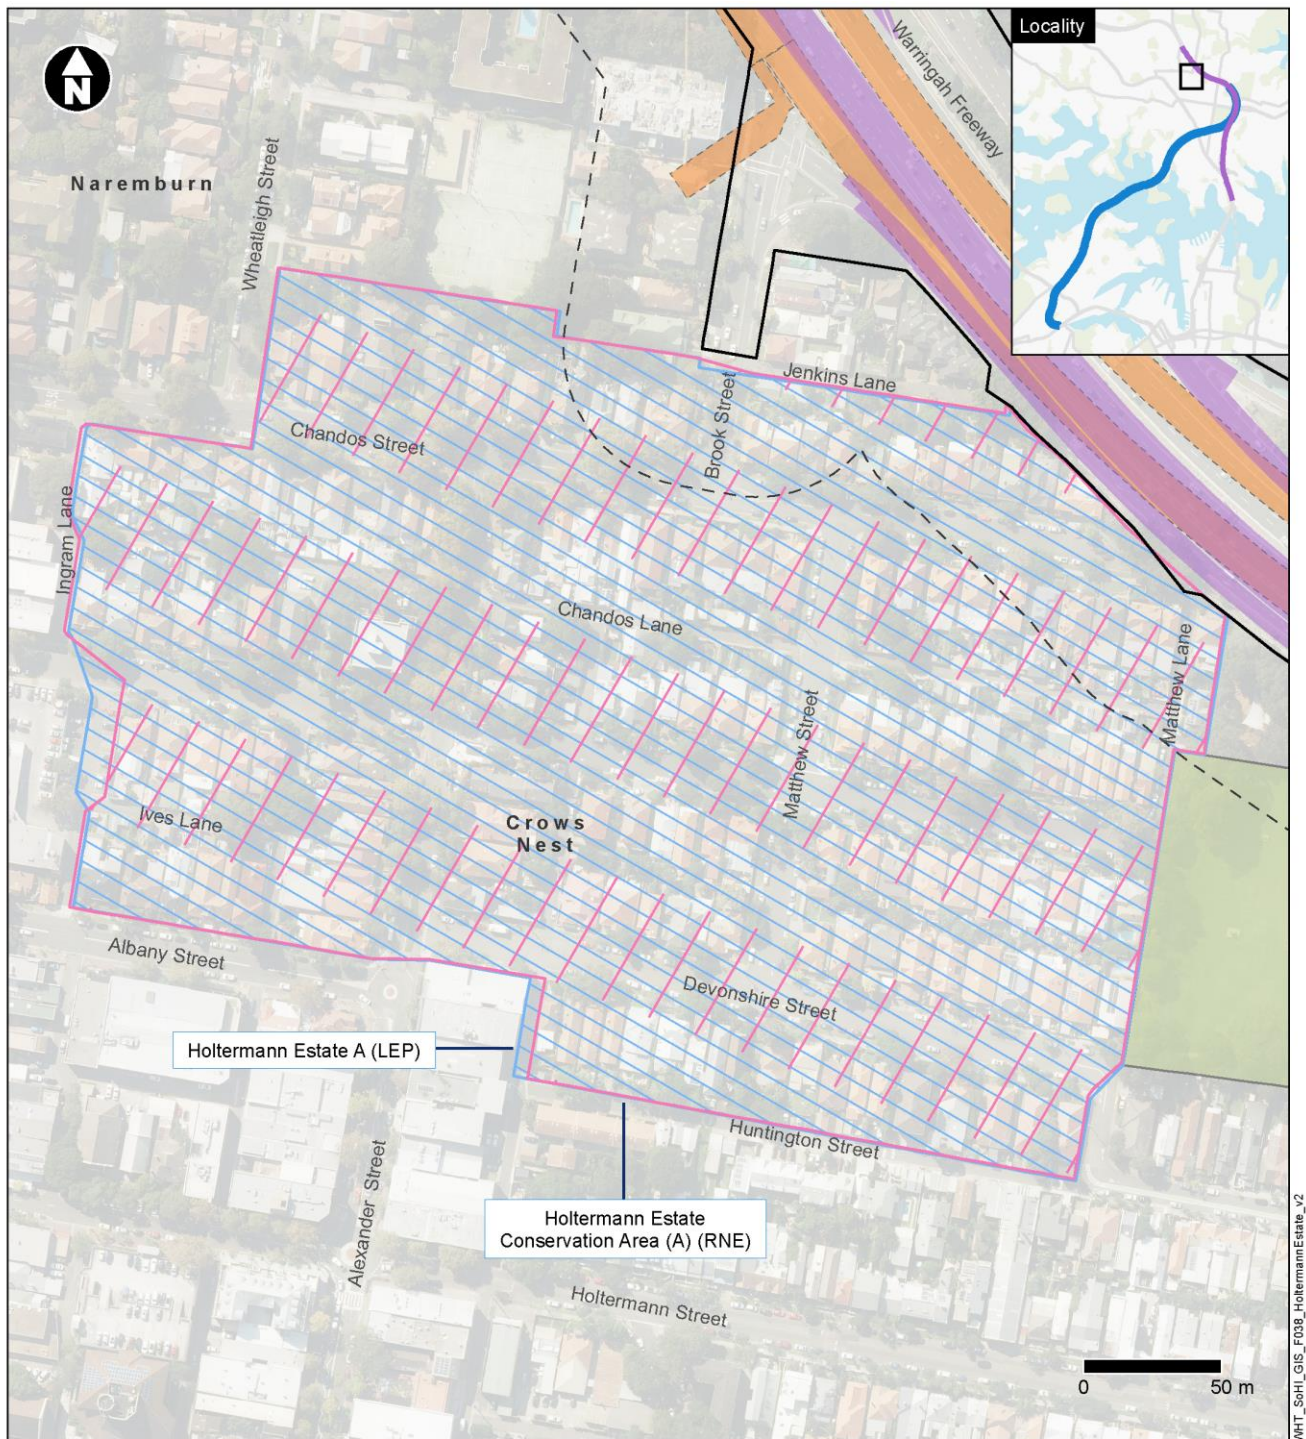 Locality
N
Warringah Freeway
Naremburn
Wheatleigh Street
Jenkins Lane
Brook Street
Chandos Street
Ingram Lane
Chandos Lane
Matthew Lane
Matthew Street
Ives Lane
Crows
Nest
Albany Street
Devonshire Street
Holtermann Estate A (LEP)
Huntington Street
Alexander Street
Holtermann Estate
Conservation Area (A) (RNE)
Holtermann Street
0 50 m
WHT_SoHI_GIS_F038_HoltermannEstate_v2